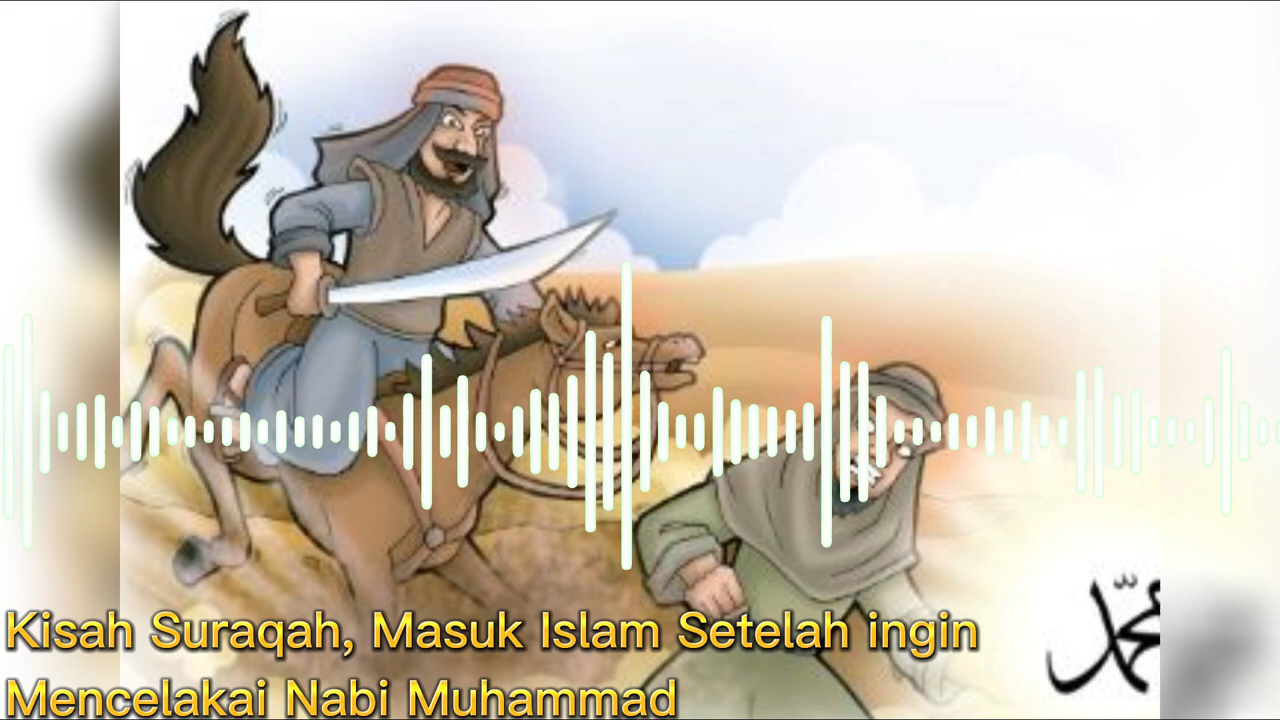 محمد
Kisah Suraqah, Masuk Islam Setelah ingin
Mencelakai Nabi Muhammad